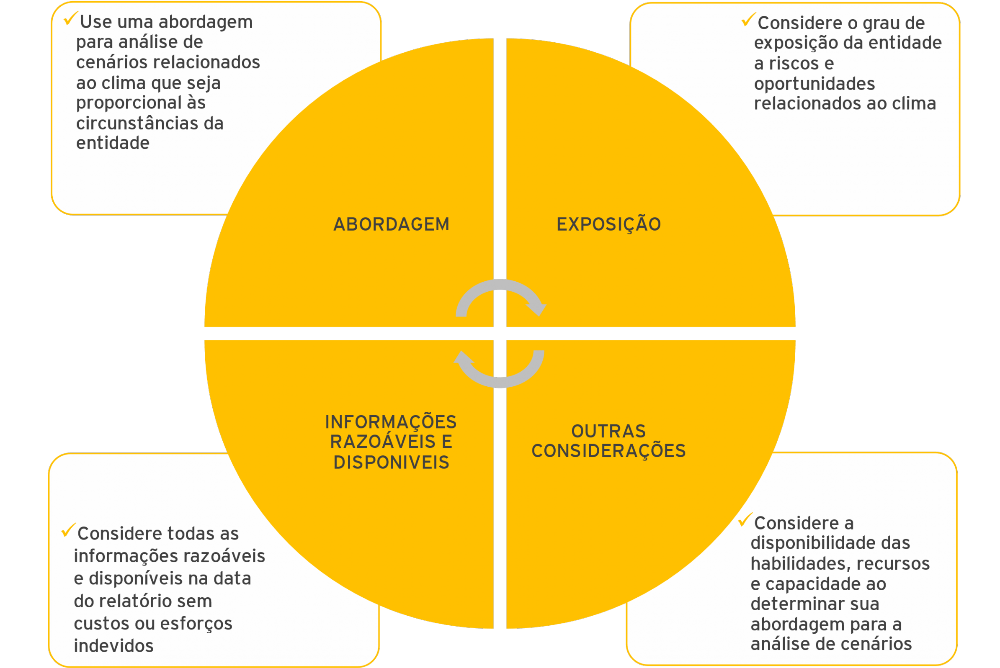 Use uma abordagem
para análise de
cenários relacionados
ao clima que seja
proporcional às
circunstâncias da
entidade
Considere o grau de
exposição da entidade
a riscos e
oportunidades
relacionados ao clima
ABORDAGEM
EXPOSIÇÃO
INFORMAÇÕES
RAZOÁVEIS E
DISPONIVEIS
OUTRAS
CONSIDERAÇÕES
Considere todas as
informações razoáveis
e disponíveis na data
do relatório sem
custos ou esforços
indevidos
Considere a
disponibilidade das
habilidades, recursos
e capacidade ao
determinar sua
abordagem para a
análise de cenários